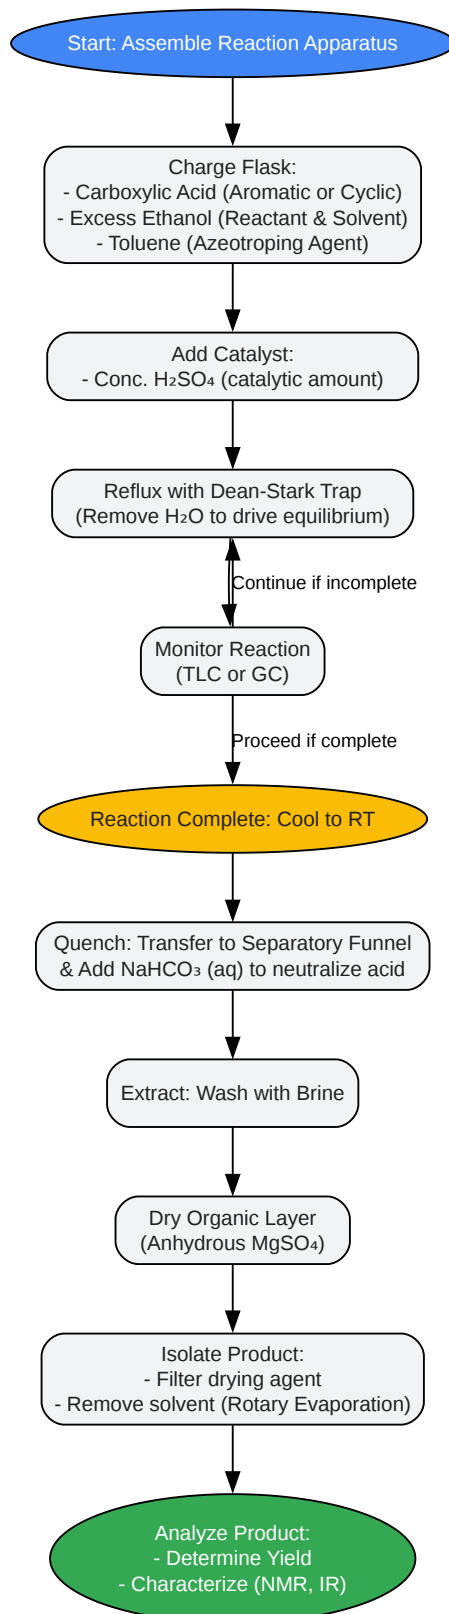 Start: Assemble Reaction Apparatus
Charge Flask:
- Carboxylic Acid (Aromatic or Cyclic)
- Excess Ethanol (Reactant & Solvent)
- Toluene (Azeotroping Agent)
Add Catalyst:
- Conc. H₂SO₄ (catalytic amount)
Reflux with Dean-Stark Trap
(Remove H₂O to drive equilibrium)
Continue if incomplete
Monitor Reaction
(TLC or GC)
Proceed if complete
Reaction Complete: Cool to RT
Quench: Transfer to Separatory Funnel
& Add NaHCO₃ (aq) to neutralize acid
Extract: Wash with Brine
Dry Organic Layer
(Anhydrous MgSO₄)
Isolate Product:
- Filter drying agent
- Remove solvent (Rotary Evaporation)
Analyze Product:
- Determine Yield
- Characterize (NMR, IR)